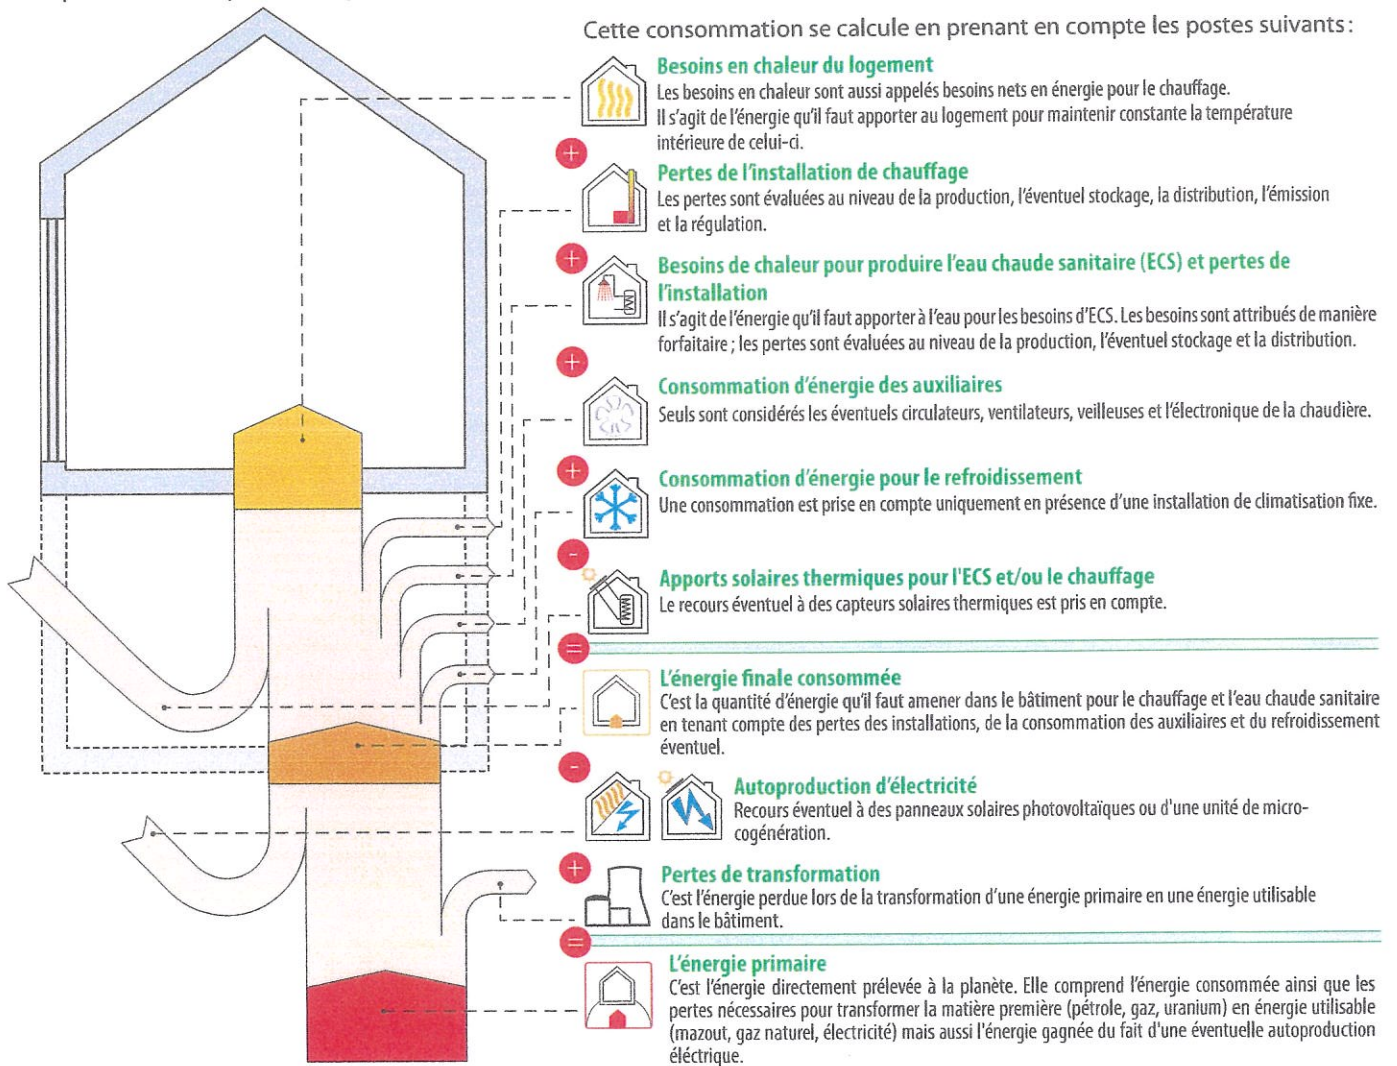 Cette consommation se calcule en prenant en compte les postes suivants :
Besoins en chaleur du logement
Les besoins en chaleur sont aussi appelés besoins nets en énergie pour le chauffage.
Il s'agit de l'énergie qu'il faut apporter au logement pour maintenir constante la température
intérieure de celui-ci.
+
Pertes de l'installation de chauffage
Les pertes sont évaluées au niveau de la production, l'éventuel stockage, la distribution, l'émission
et la régulation.
+
Besoins de chaleur pour produire l'eau chaude sanitaire (ECS) et pertes de
l'installation
Il s'agit de l'énergie qu'il faut apporter à l'eau pour les besoins d'ECS. Les besoins sont attribués de manière
forfaitaire ; les pertes sont évaluées au niveau de la production, l'éventuel stockage et la distribution.
+
Consommation d'énergie des auxiliaires
Seuls sont considérés les éventuels circulateurs, ventilateurs, veilleuses et l'électronique de la chaudière.
+
Consommation d'énergie pour le refroidissement
Une consommation est prise en compte uniquement en présence d'une installation de climatisation fixe.
-
Apports solaires thermiques pour l'ECS et/ou le chauffage
Le recours éventuel à des capteurs solaires thermiques est pris en compte.
=
L'énergie finale consommée
C'est la quantité d'énergie qu'il faut amener dans le bâtiment pour le chauffage et l'eau chaude sanitaire
en tenant compte des pertes des installations, de la consommation des auxiliaires et du refroidissement
éventuel.
-
Autoproduction d'électricité
Recours éventuel à des panneaux solaires photovoltaïques ou d'une unité de micro-
cogénération.
+
Pertes de transformation
C'est l'énergie perdue lors de la transformation d'une énergie primaire en une énergie utilisable
dans le bâtiment.
=
L'énergie primaire
C'est l'énergie directement prélevée à la planète. Elle comprend l'énergie consommée ainsi que les
pertes nécessaires pour transformer la matière première (pétrole, gaz, uranium) en énergie utilisable
(mazout, gaz naturel, électricité) mais aussi l'énergie gagnée du fait d'une éventuelle autoproduction
éléctrique.